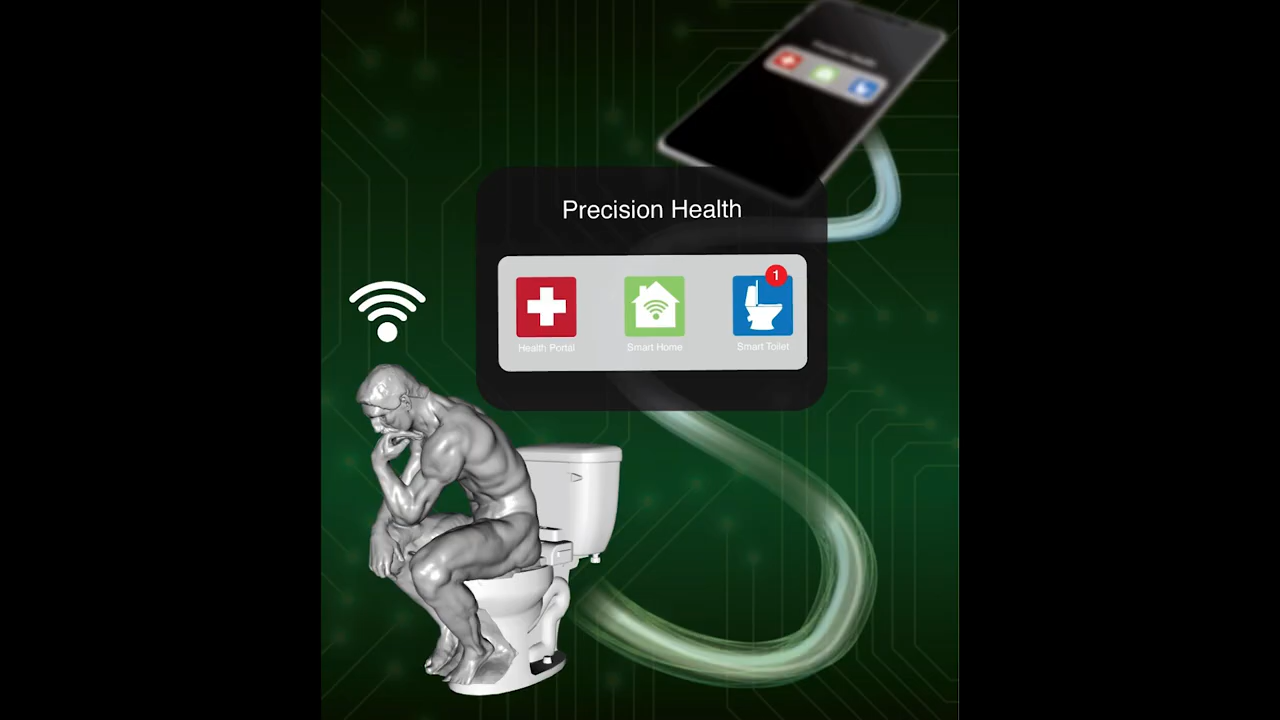 Precision Health
1
Health Portal
Smart Home
Smart Toilet